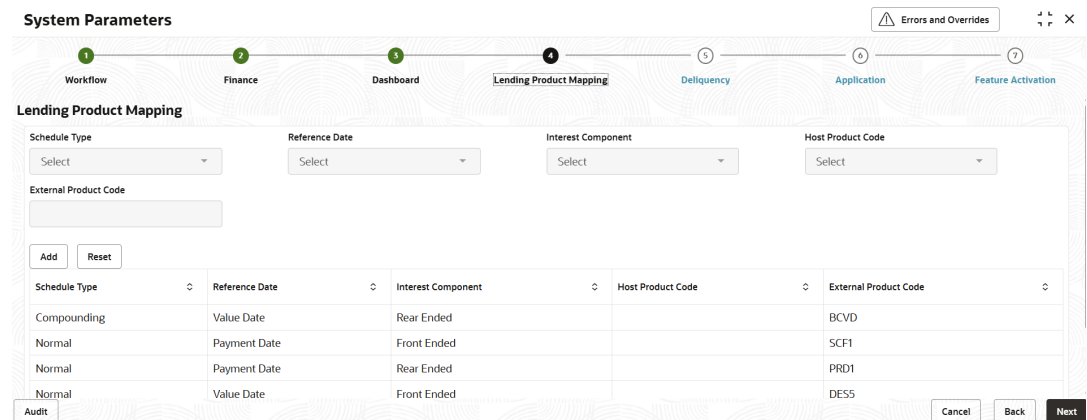 System Parameters
Errors and Overrides
1 2 3 4 5 6 7
Workflow Finance Dashboard Lending Product Mapping Deliquency Application Feature Activation
Lending Product Mapping
Schedule Type Reference Date Interest Component Host Product Code
Select Select Select Select
External Product Code
Add Reset
Schedule Type Reference Date Interest Component Host Product Code External Product Code
Compounding Value Date Rear Ended BCVD
Normal Payment Date Front Ended SCF1
Normal Payment Date Rear Ended PRD1
Normal Value Date Front Ended DES5
Audit Cancel Back Next